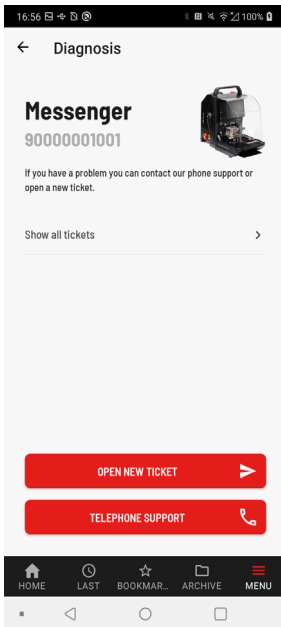 16:56 100%
Diagnosis
Messenger
90000001001
If you have a problem you can contact our phone support or
open a new ticket.
Show all tickets
OPEN NEW TICKET
TELEPHONE SUPPORT
HOME LAST BOOKMAR... ARCHIVE MENU